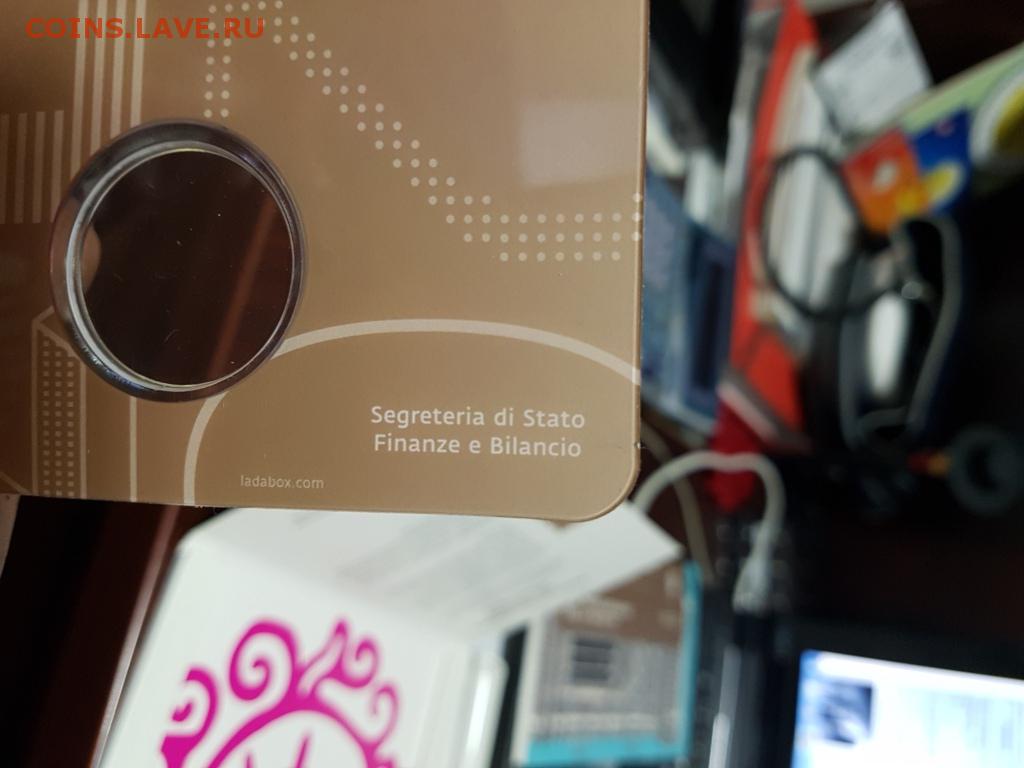 COINS.LAVE.RU
Segreteria di Stato
Finanze e Bilancio
ladabox.com